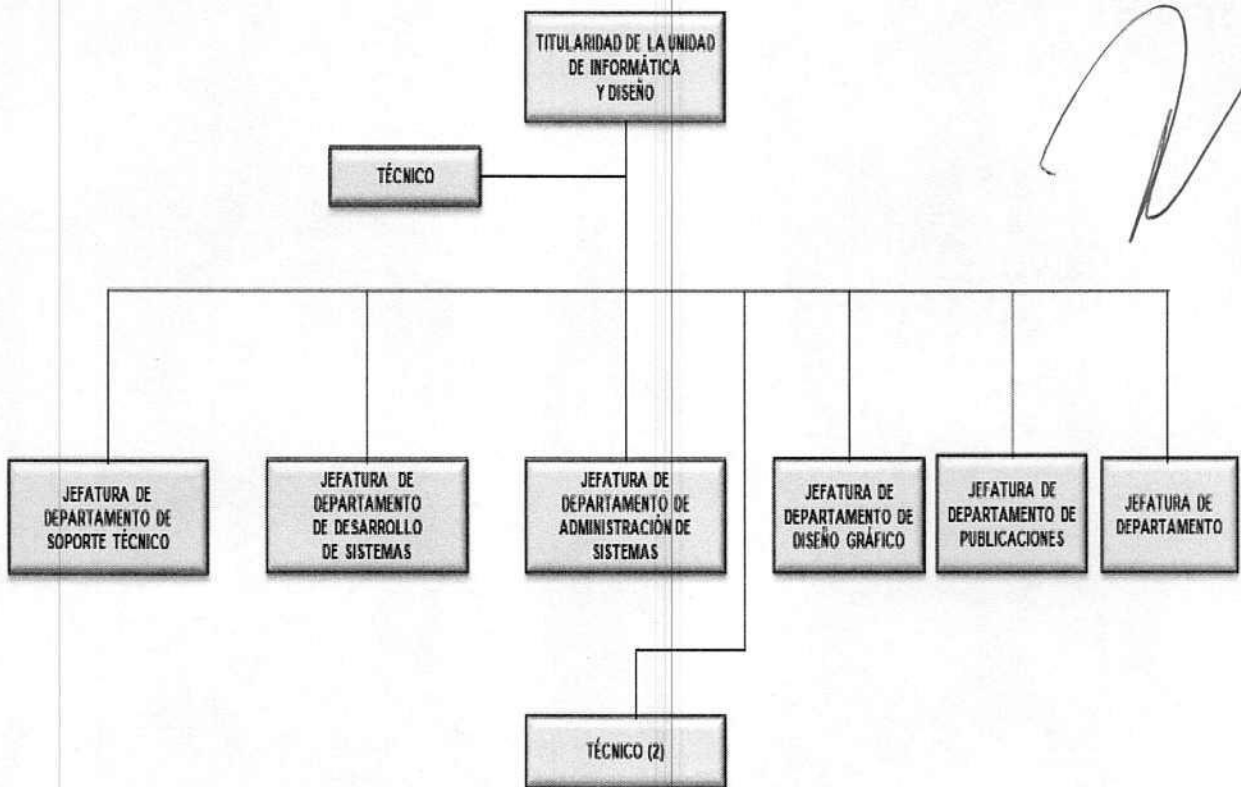 TITULARIDAD DE LA UNIDAD
DE INFORMÁTICA
Y DISEÑO
TÉCNICO
JEFATURA DE
DEPARTAMENTO DE
SOPORTE TÉCNICO
JEFATURA DE
DEPARTAMENTO
DE DESARROLLO
DE SISTEMAS
JEFATURA DE
DEPARTAMENTO DE
ADMINISTRACIÓN DE
SISTEMAS
JEFATURA DE
DEPARTAMENTO DE
DISEÑO GRÁFICO
JEFATURA DE
DEPARTAMENTO DE
PUBLICACIONES
JEFATURA DE
DEPARTAMENTO
TÉCNICO (2)